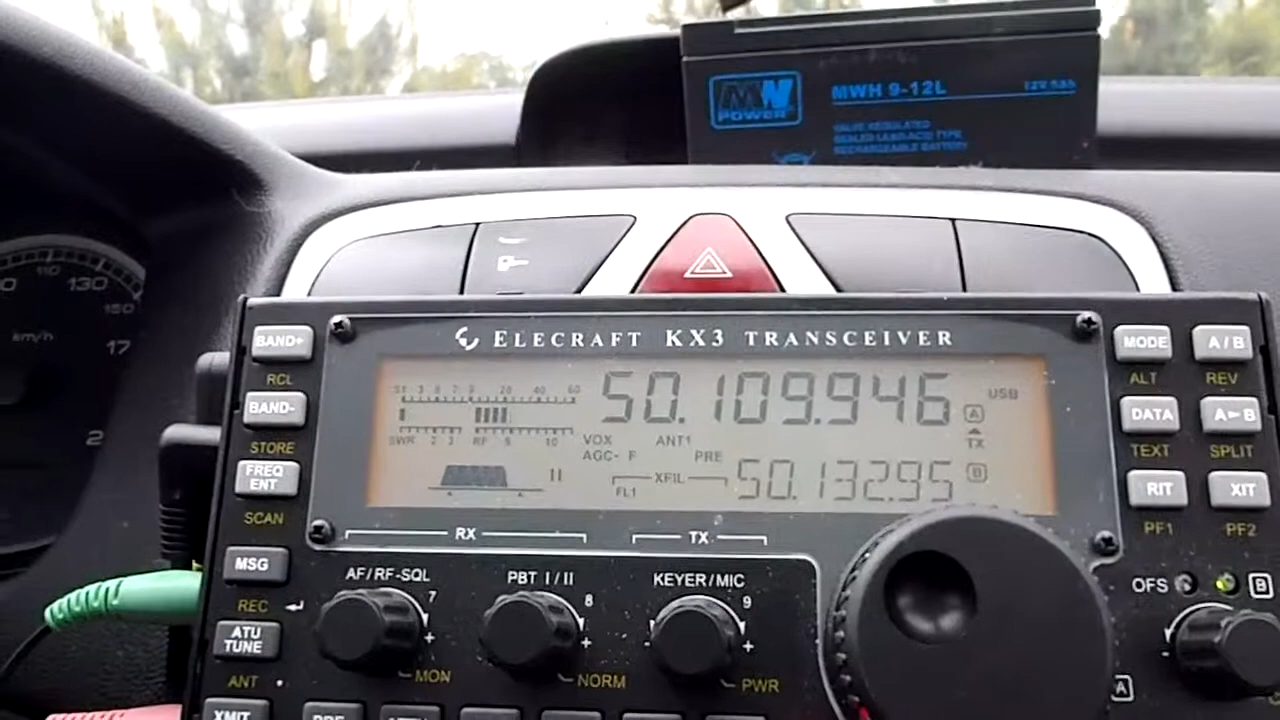 MW
POWER
MWH 9-12L
VALVE REGULATED
SEALED LEAD-ACID TYPE
RECHARGEABLE BATTERY
110
130
150
km/h
17
2
ELECRAFT KX3 TRANSCEIVER
BAND+
RCL
BAND-
STORE
FREQ
ENT
SCAN
MSG
REC
ATU
TUNE
ANT
XMIT
S1 3 5 7 9 20 40 60
SWR 2 3 RF 5 10
50.109.946
USB
A
TX
VOX
ANT1
AGC- F
PRE
XFIL
FL1
II
50.132.95
B
RX
TX
AF/RF-SQL
7
+
MON
PBT I/II
8
+
NORM
KEYER/MIC
9
-
+
PWR
PRE
MODE
A/B
ALT
REV
DATA
A►B
TEXT
SPLIT
RIT
XIT
PF1
PF2
OFS
B
-
A